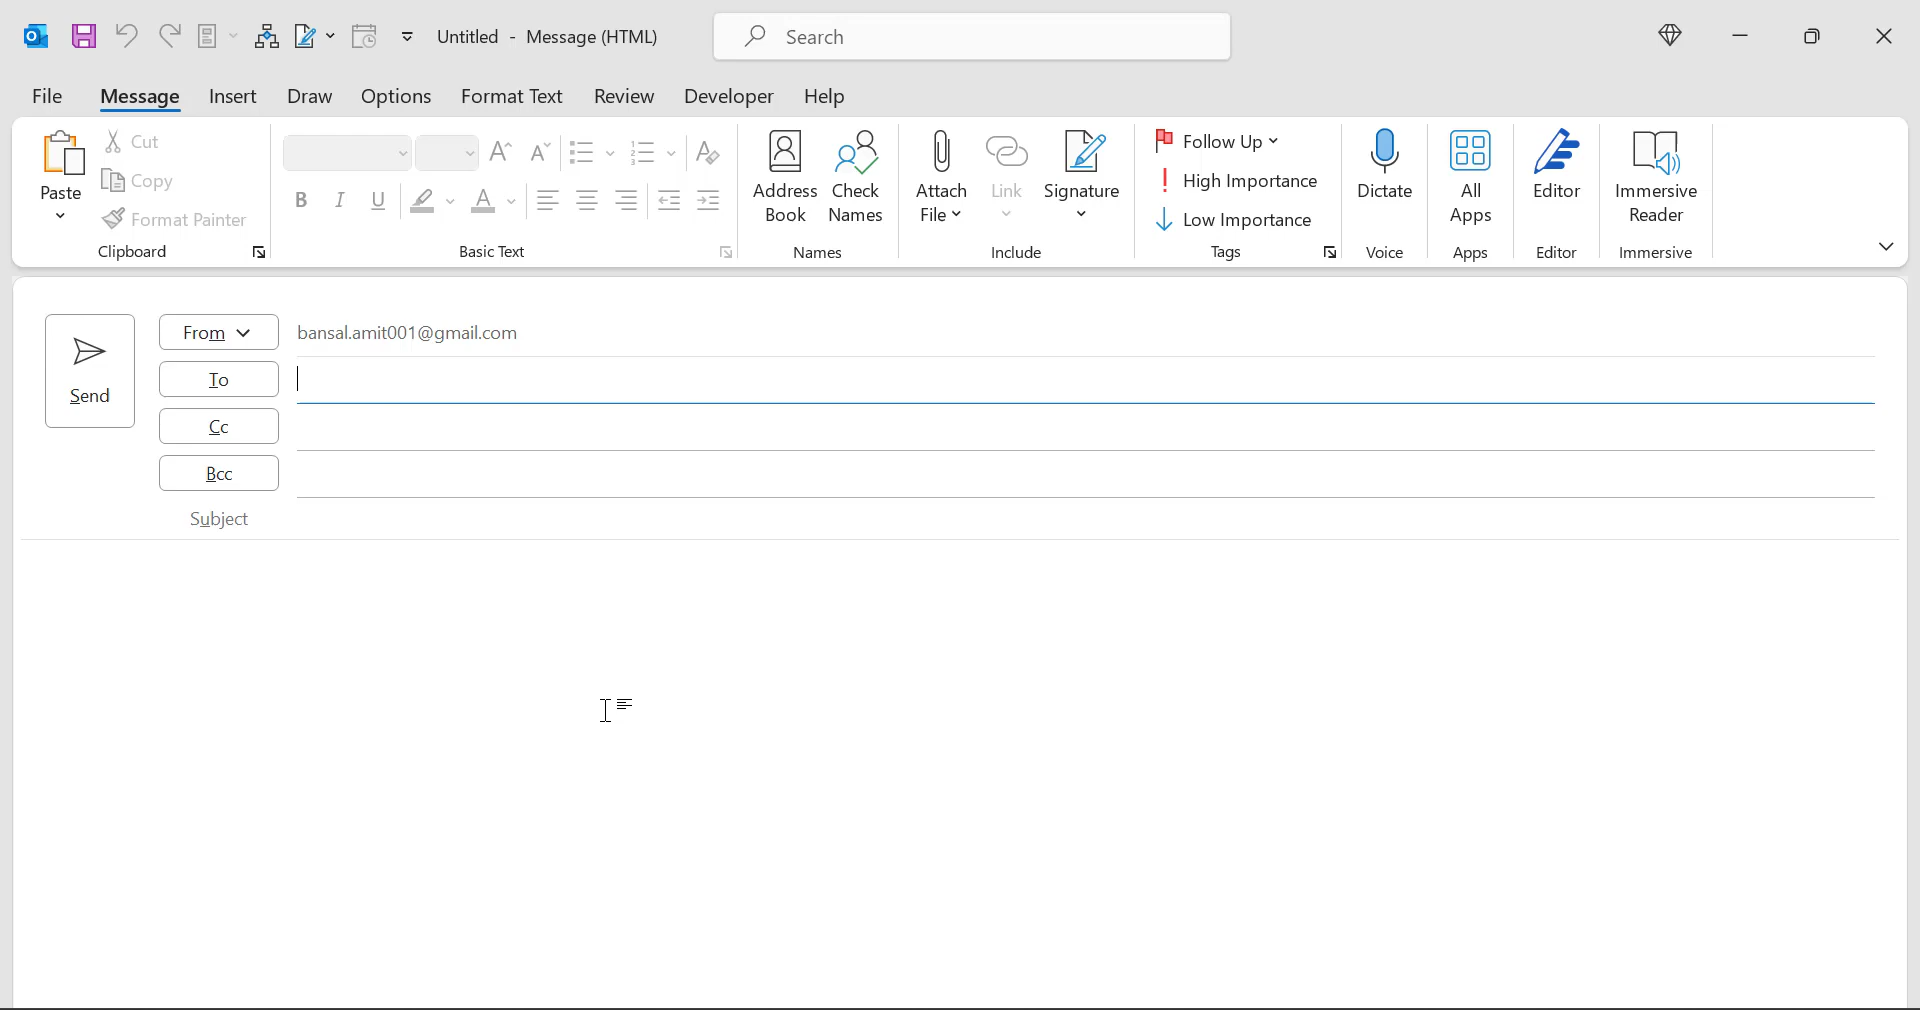 Untitled - Message (HTML)
Search
File Message Insert Draw Options Format Text Review Developer Help
Paste
Cut
Copy
Format Painter
Clipboard
Basic Text
Address Book
Check Names
Names
Attach File
Link
Signature
Include
Follow Up
High Importance
Low Importance
Tags
Dictate
Voice
All Apps
Apps
Editor
Editor
Immersive Reader
Immersive
Send
From bansal.amit001@gmail.com
To
Cc
Bcc
Subject